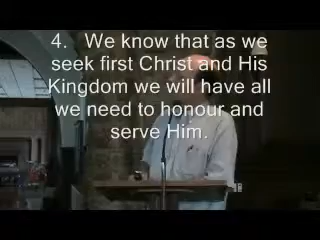 4. We know that as we
seek first Christ and His
Kingdom we will have all
we need to honour and
serve Him.